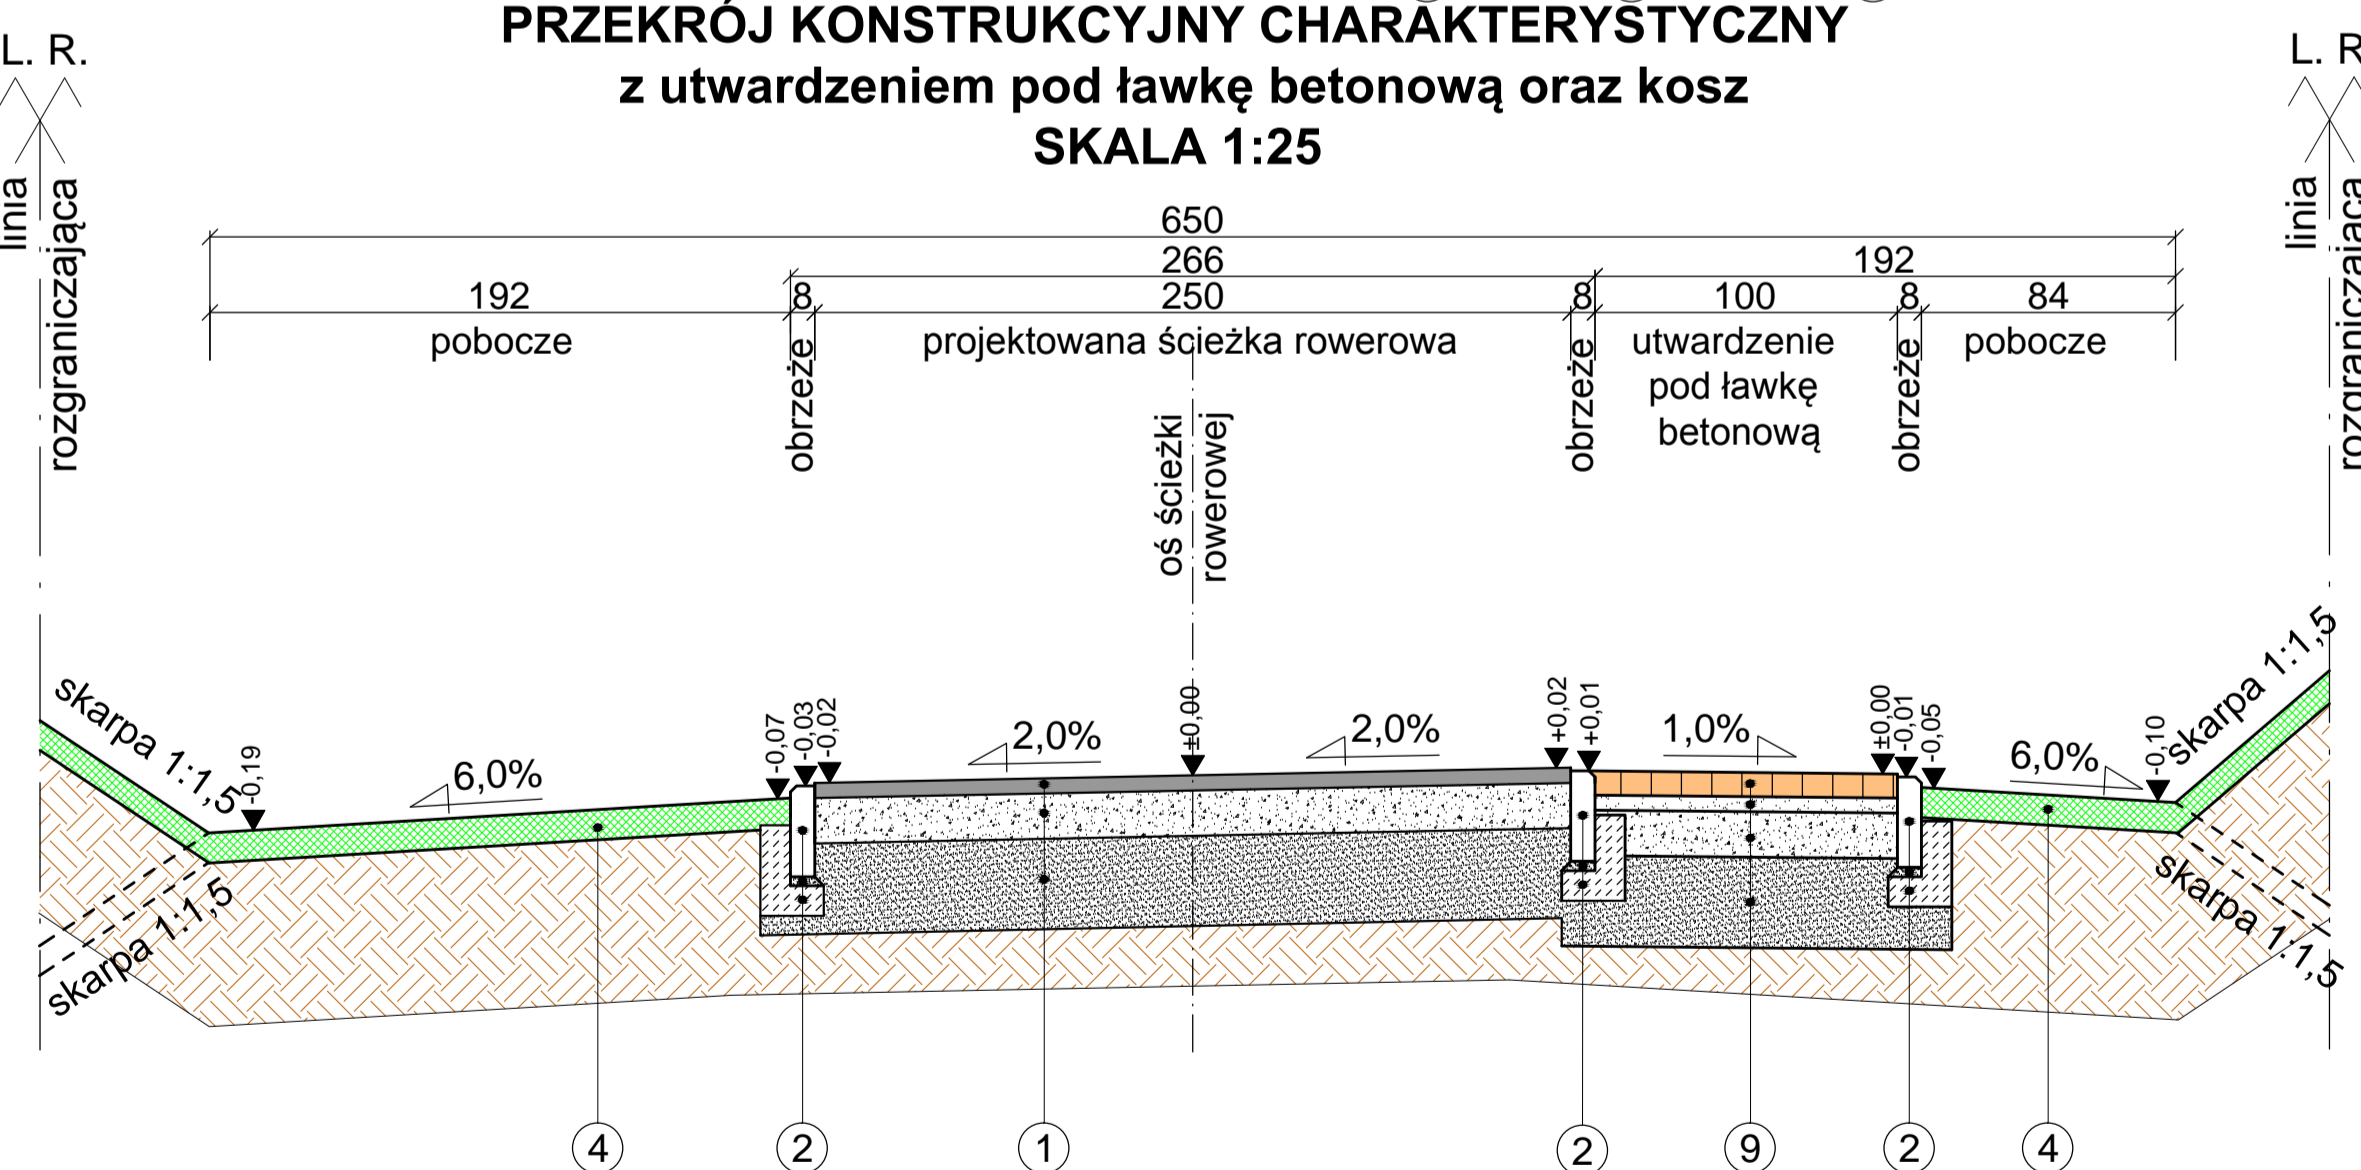 PRZEKRÓJ KONSTRUKCYJNY CHARAKTERYSTYCZNY
z utwardzeniem pod ławkę betonową oraz kosz
SKALA 1:25
L. R.
L. R
linia
rozgraniczająca
linia
rozgraniczająca
650
266
192
192
8
250
8
100
8
84
pobocze
obrzeże
projektowana ścieżka rowerowa
obrzeże
utwardzenie
pod ławkę
betonową
obrzeże
pobocze
oś ścieżki
rowerowej
skarpa 1:1,5
-0,19
6,0%
-0,07
-0,03
-0,02
2,0%
±0,00
2,0%
+0,02
+0,01
1,0%
±0,00
-0,01
-0,05
6,0%
-0,10
skarpa 1:1,5
skarpa 1:1,5
skarpa 1:1,5
4
2
1
2
9
2
4